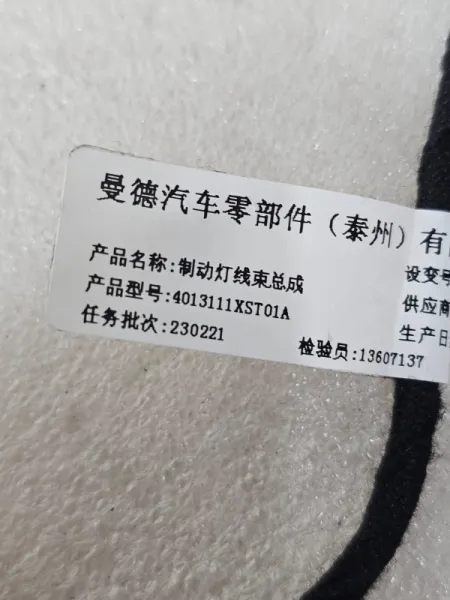 曼德汽车零部件（泰州）有
产品名称:制动灯线束总成
设变号
产品型号:4013111XST01A
供应商
任务批次:230221
检验员:13607137
生产日